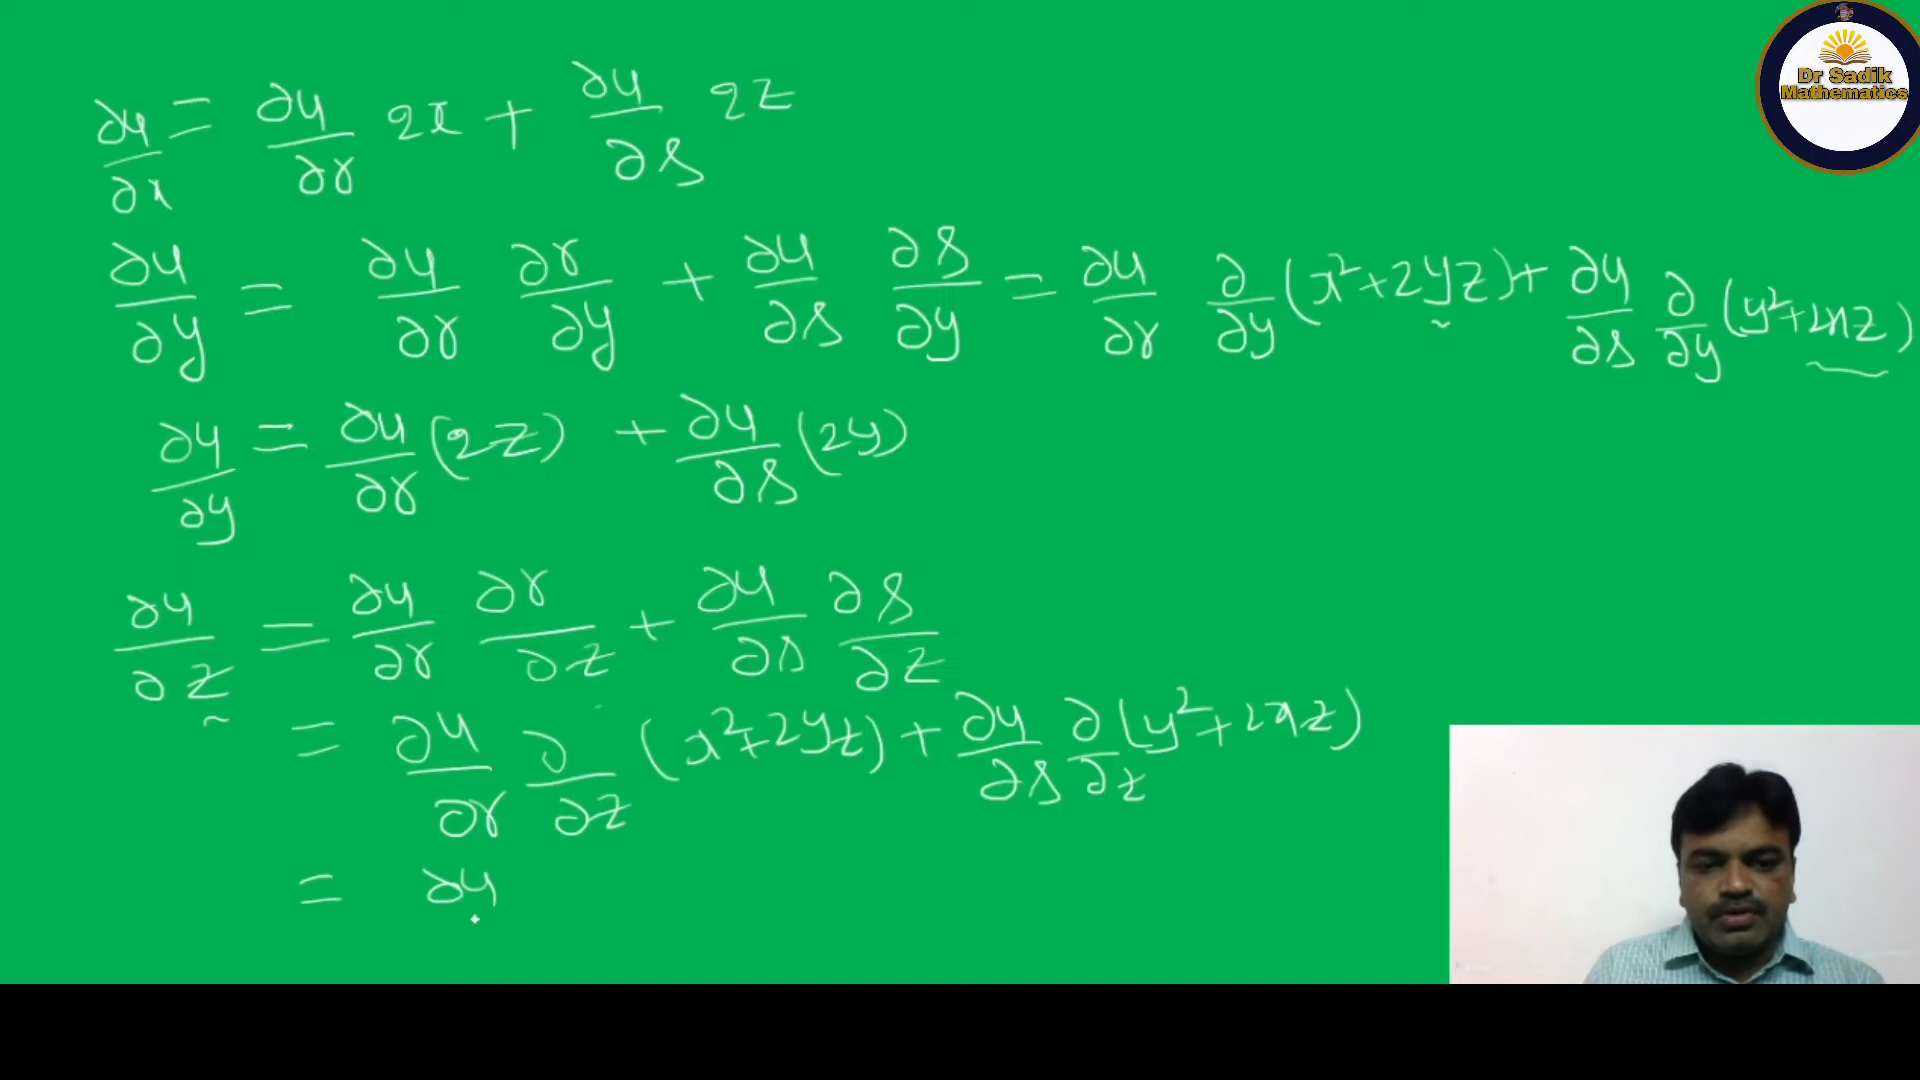 Dr Sadik
Mathematics
∂u/∂x = ∂u/∂r 2x + ∂u/∂s 2z
∂u/∂y = ∂u/∂r ∂r/∂y + ∂u/∂s ∂s/∂y = ∂u/∂r ∂/∂y (x²+2yz) + ∂u/∂s ∂/∂y (y²+2xz)
∂u/∂y = ∂u/∂r (2z) + ∂u/∂s (2y)
∂u/∂z = ∂u/∂r ∂r/∂z + ∂u/∂s ∂s/∂z
= ∂u/∂r ∂/∂z (x²+2yz) + ∂u/∂s ∂/∂z (y²+2xz)
= ∂u